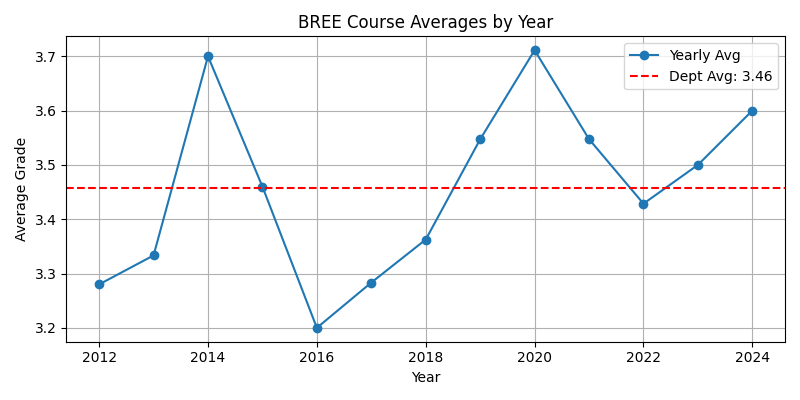 BREE Course Averages by Year
Yearly Avg
Dept Avg: 3.46
Average Grade
3.7
3.6
3.5
3.4
3.3
3.2
2012 2014 2016 2018 2020 2022 2024
Year